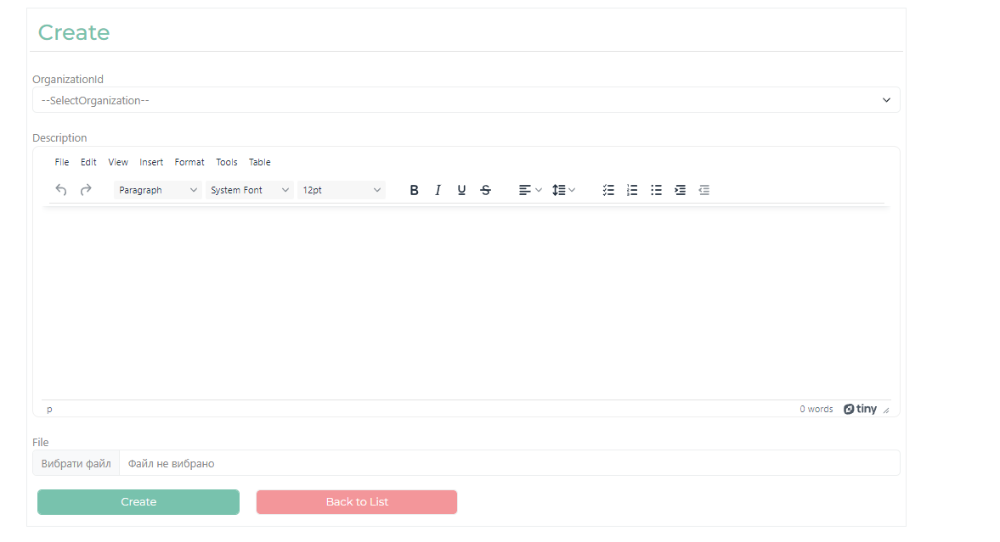 Create
OrganizationId
--SelectOrganization--
Description
File Edit View Insert Format Tools Table
Paragraph System Font 12pt B I U S
p 0 words tiny
File
Вибрати файл Файл не вибрано
Create Back to List